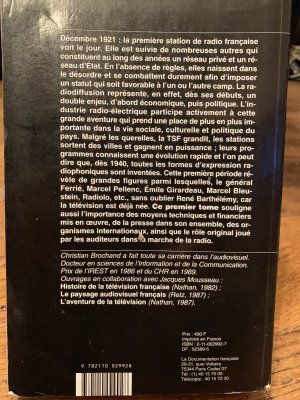 Décembre 1921 : la première station de radio française
voit le jour. Elle est suivie de nombreuses autres qui
constituent au long des années un réseau privé et un ré-
seau d'État. En l'absence de règles, elles naissent dans
le désordre et se combattent durement afin d'imposer
un statut qui soit favorable à l'un ou l'autre camp. La ra-
diodiffusion représente, en effet, dès ses débuts, un
double enjeu, d'abord économique, puis politique. L'in-
dustrie radio-électrique participe activement à cette
grande aventure qui prend une place de plus en plus im-
portante dans la vie sociale, culturelle et politique du
pays. Malgré les querelles, la TSF grandit, les stations
sortent des villes et gagnent en puissance ; leurs pro-
grammes connaissent une évolution rapide et l'on peut
dire que, dès 1940, toutes les formes d'expression ra-
diophoniques sont inventées. Cette première période ré-
vèle de grandes figures parmi lesquelles, le général
Ferrié, Marcel Pellenc, Émile Girardeau, Marcel Bleu-
stein, Radiolo, etc., sans oublier René Barthélémy, car
la télévision est déjà née. Ce premier tome souligne
aussi l'importance des moyens techniques et financiers
mis en œuvre, de la presse dans son ensemble, des or-
ganismes internationaux, ainsi que le rôle original joué
par les auditeurs dans la marche de la radio.
Christian Brochand a fait toute sa carrière dans l'audiovisuel.
Docteur en sciences de l'Information et de la Communication.
Prix de l'IREST en 1986 et du CHR en 1989.
Ouvrages en collaboration avec Jacques Mousseau :
Histoire de la télévision française (Nathan, 1982) ;
Le paysage audiovisuel français (Retz, 1987) ;
L'aventure de la télévision (Nathan, 1987).
Prix : 400 F
Imprimé en France
ISBN : 2-11-002992-7
DF : 5
La Documentation française
29-31, quai Voltaire
75344 Paris Cedex 07
Tél. : (1) 40 15 70 00
Télécopie : 40 15 72 30
9 782110 029928